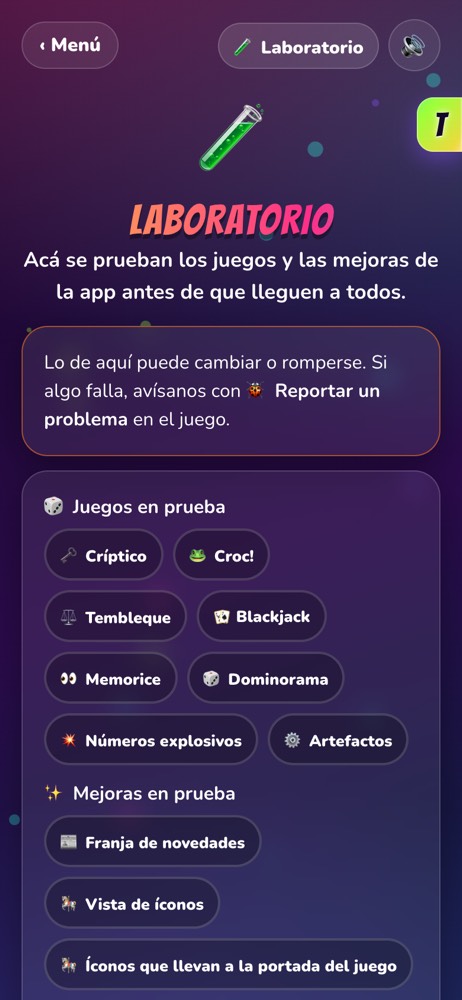 ‹ Menú
Laboratorio
T
LABORATORIO
Acá se prueban los juegos y las mejoras de
la app antes de que lleguen a todos.
Lo de aquí puede cambiar o romperse. Si
algo falla, avísanos con 🐞 Reportar un
problema en el juego.
Juegos en prueba
Críptico
Croc!
Tembleque
Blackjack
Memorice
Dominorama
Números explosivos
Artefactos
Mejoras en prueba
Franja de novedades
Vista de íconos
Íconos que llevan a la portada del juego